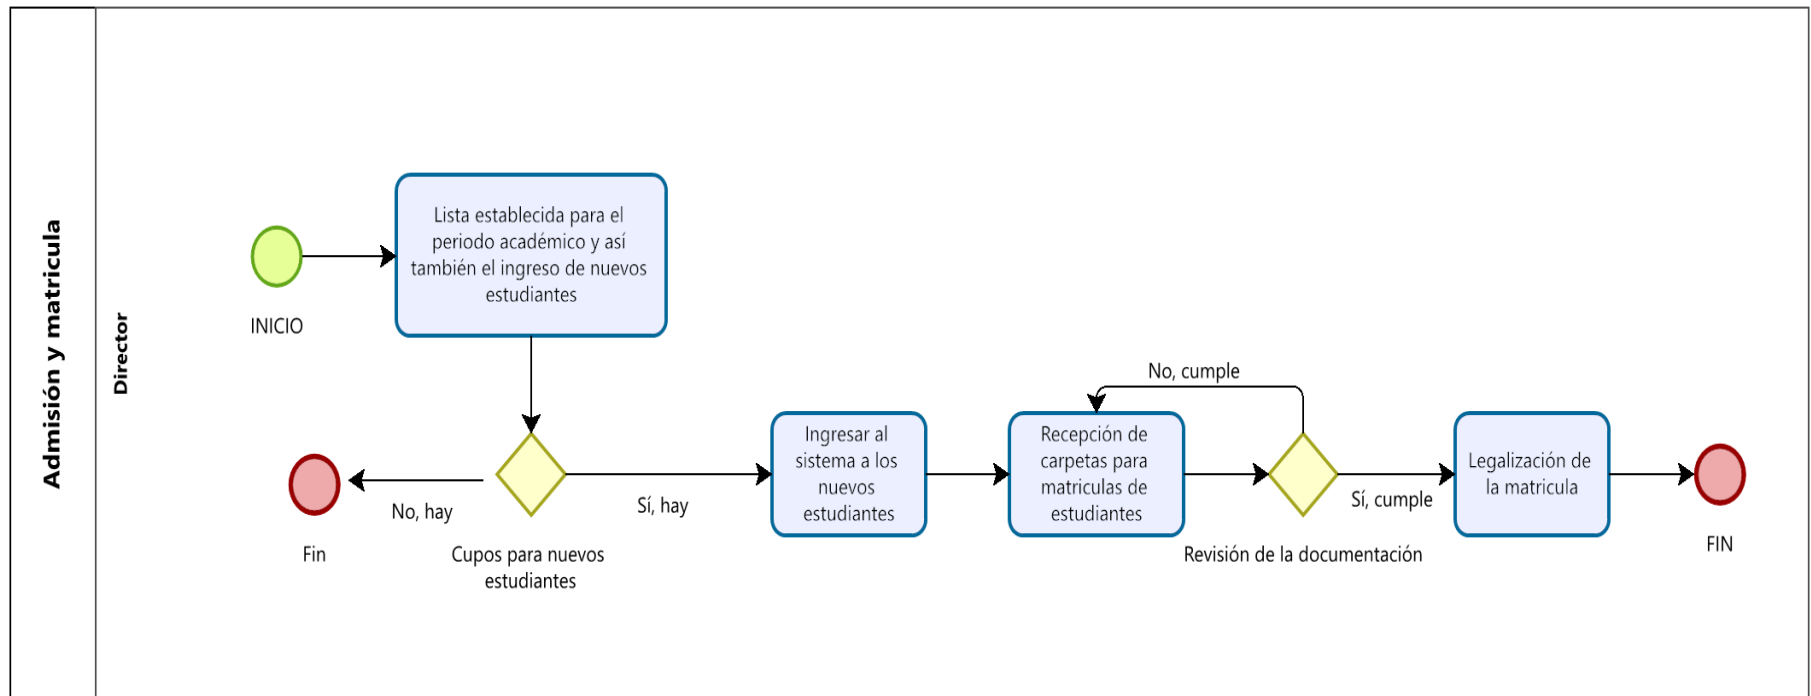 Admisión y matricula
Director
INICIO
Lista establecida para el
periodo académico y así
también el ingreso de nuevos
estudiantes
Fin
No, hay
Cupos para nuevos
estudiantes
Sí, hay
Ingresar al
sistema a los
nuevos
estudiantes
Recepción de
carpetas para
matriculas de
estudiantes
No, cumple
Revisión de la documentación
Sí, cumple
Legalización de
la matricula
FIN